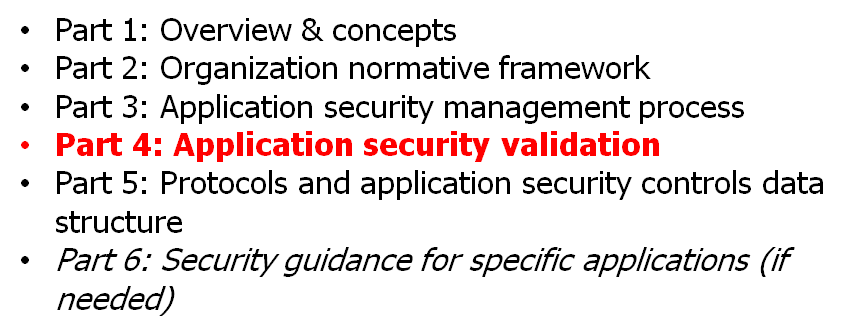 • Part 1: Overview & concepts
• Part 2: Organization normative framework
• Part 3: Application security management process
• Part 4: Application security validation
• Part 5: Protocols and application security controls data
structure
• Part 6: Security guidance for specific applications (if
needed)